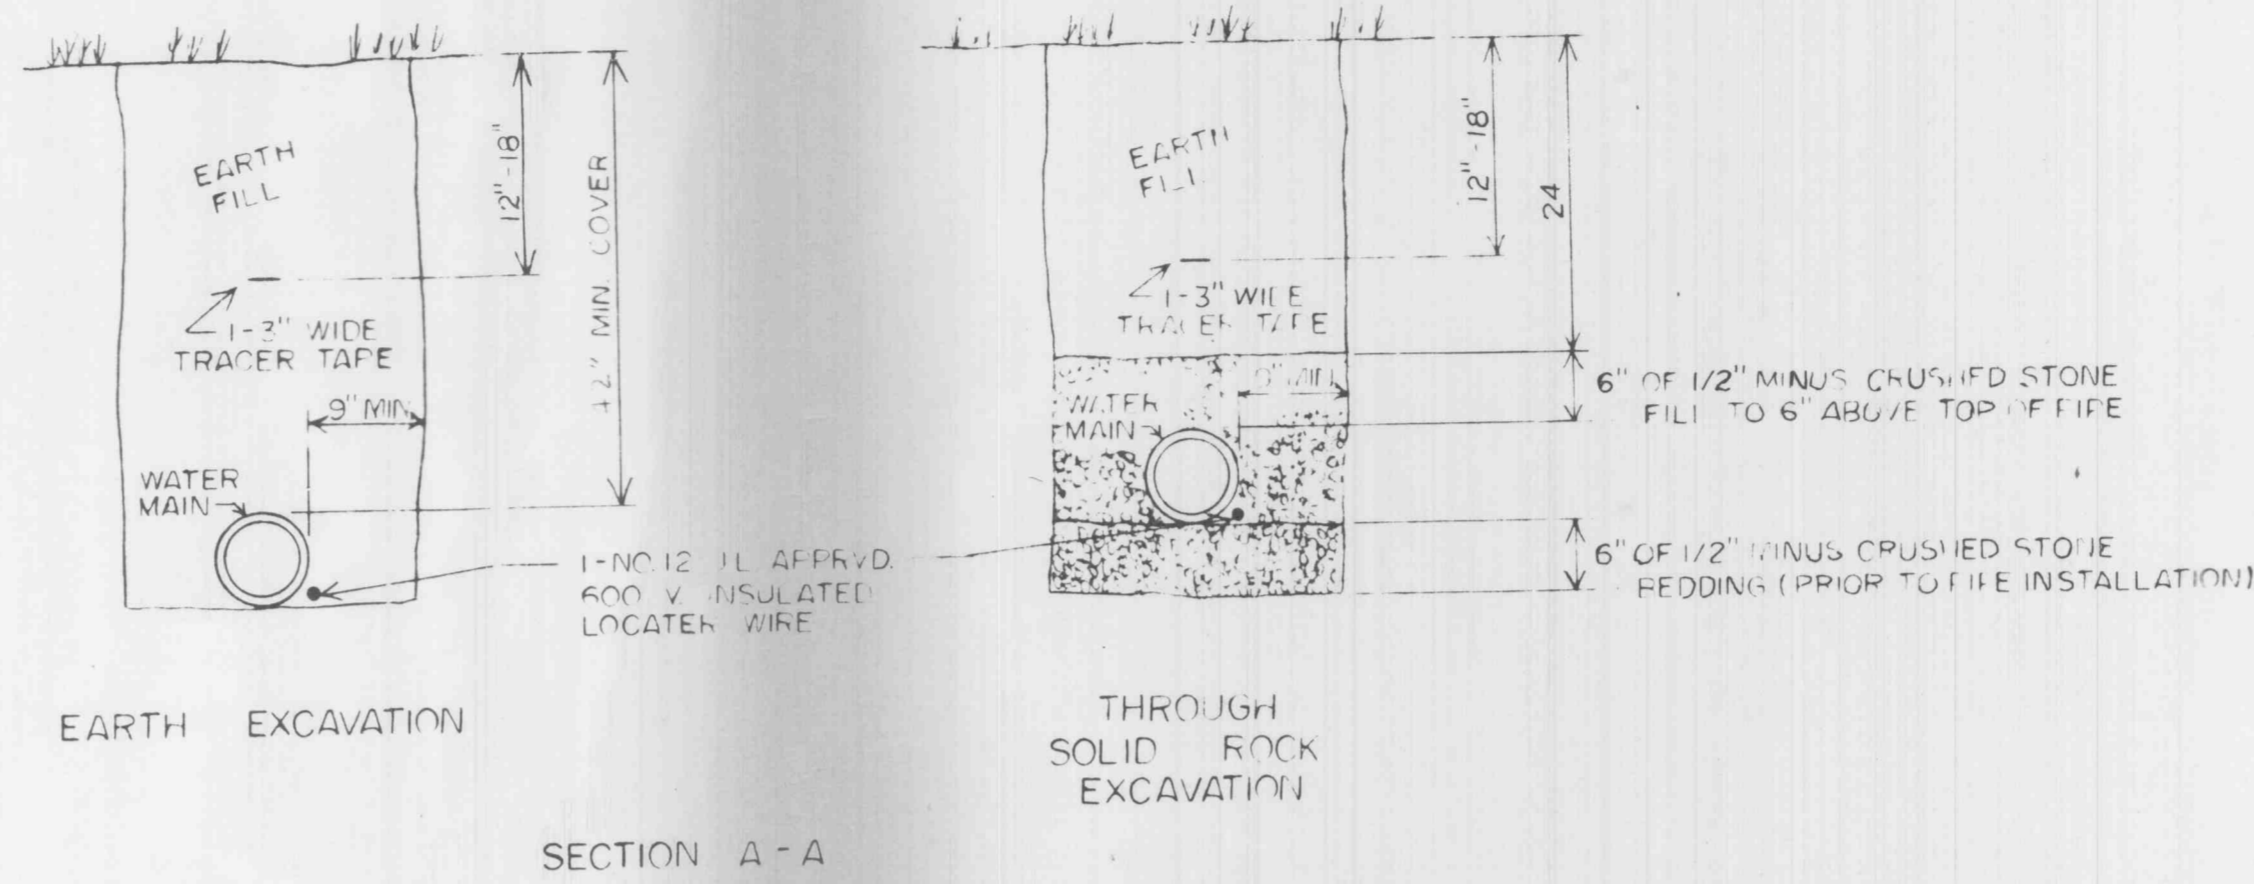 EARTH
FILL
12"-18"
MIN. COVER
1-3" WIDE
TRACER TAPE
9" MIN.
WATER
MAIN
1-NO. 12 UL APPRVD.
600 V. INSULATED
LOCATER WIRE
EARTH EXCAVATION
EARTH
FILL
12"-18"
24
1-3" WIDE
TRACER TAPE
MIN.
WATER
MAIN
6" OF 1/2" MINUS CRUSHED STONE
FILL TO 6" ABOVE TOP OF PIPE
6" OF 1/2" MINUS CRUSHED STONE
BEDDING (PRIOR TO PIPE INSTALLATION)
THROUGH
SOLID ROCK
EXCAVATION
SECTION A-A